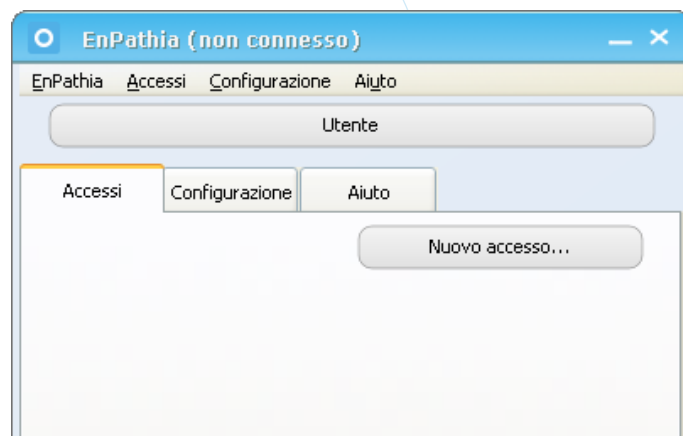 EnPathia (non connesso)
EnPathia Accessi Configurazione Aiuto
Utente
Accessi Configurazione Aiuto
Nuovo accesso...